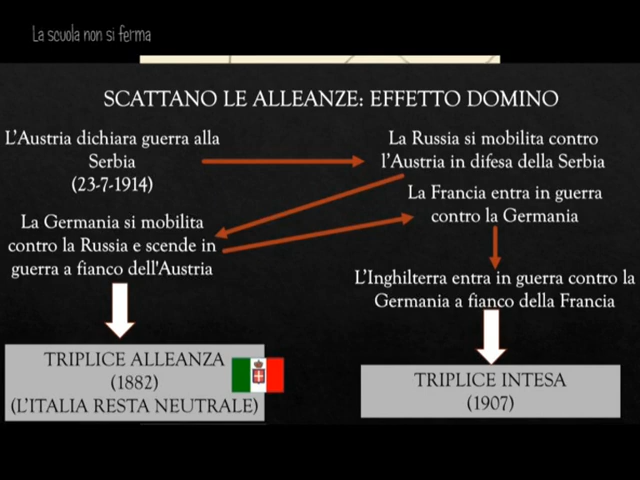 La scuola non si ferma
SCATTANO LE ALLEANZE: EFFETTO DOMINO
L'Austria dichiara guerra alla
Serbia
(23-7-1914)
La Russia si mobilita contro
l'Austria in difesa della Serbia
La Francia entra in guerra
contro la Germania
La Germania si mobilita
contro la Russia e scende in
guerra a fianco dell'Austria
L'Inghilterra entra in guerra contro la
Germania a fianco della Francia
TRIPLICE ALLEANZA
(1882)
(L'ITALIA RESTA NEUTRALE)
TRIPLICE INTESA
(1907)